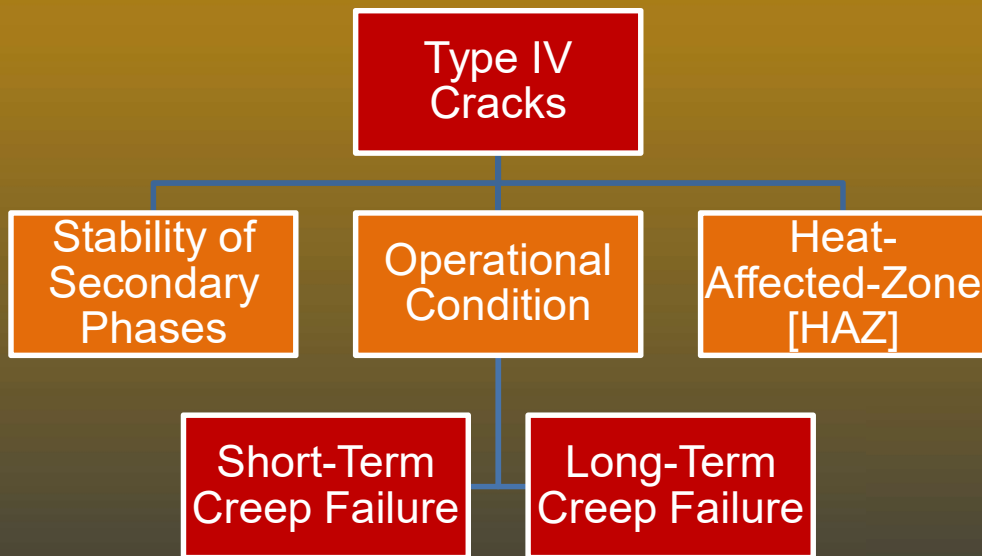 Type IV
Cracks
Stability of
Secondary
Phases
Operational
Condition
Heat-
Affected-Zone
[HAZ]
Short-Term
Creep Failure
Long-Term
Creep Failure